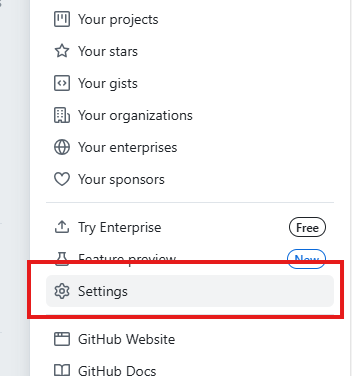 Your projects
Your stars
Your gists
Your organizations
Your enterprises
Your sponsors
Try Enterprise Free
Feature preview New
Settings
GitHub Website
GitHub Docs